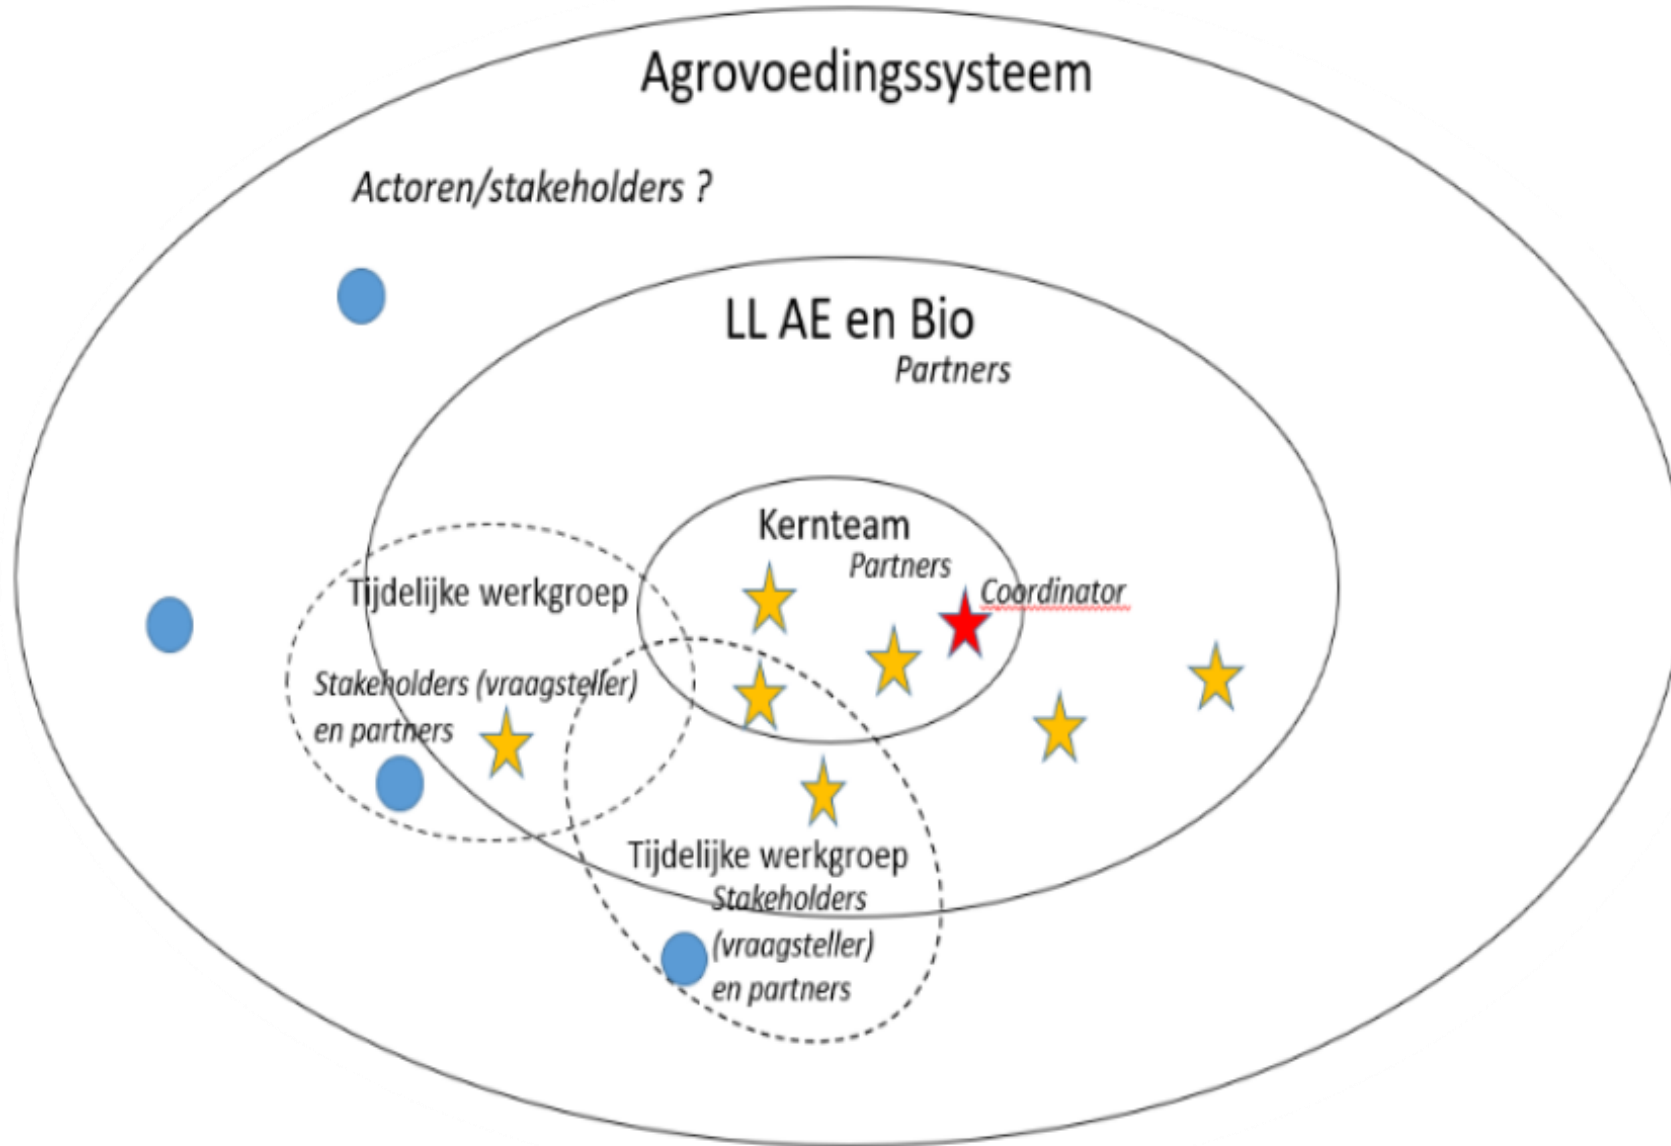 Agrovoedingssysteem
Actoren/stakeholders ?
LL AE en Bio
Partners
Kernteam
Partners
Coordinator
Tijdelijke werkgroep
Stakeholders (vraagsteller)
en partners
Tijdelijke werkgroep
Stakeholders
(vraagsteller)
en partners